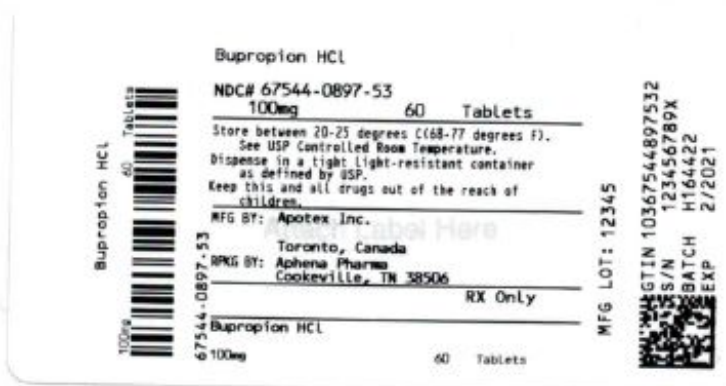 Bupropion HCl
NDC# 67544-0897-53
100mg 60 Tablets
Store between 20-25 degrees C(68-77 degrees F).
See USP Controlled Room Temperature.
Dispense in a tight light-resistant container
as defined by USP.
Keep this and all drugs out of the reach of
children.
MFG BY: Apotex Inc.
Attach Label Here
Toronto, Canada
RPKG BY: Aphena Pharma
Cookeville, TN 38506
RX Only
Bupropion HCl
100mg 60 Tablets
Bupropion HCl
100mg 60 Tablets
67544-0897-53
MFG LOT: 12345
GTIN 10367544897532
S/N 123456789X
BATCH H164422
EXP 2/2021